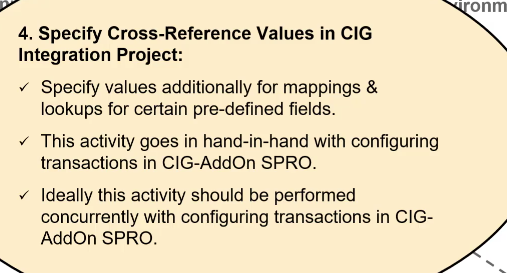 4. Specify Cross-Reference Values in CIG
Integration Project:
✓ Specify values additionally for mappings &
lookups for certain pre-defined fields.
✓ This activity goes in hand-in-hand with configuring
transactions in CIG-AddOn SPRO.
✓ Ideally this activity should be performed
concurrently with configuring transactions in CIG-
AddOn SPRO.